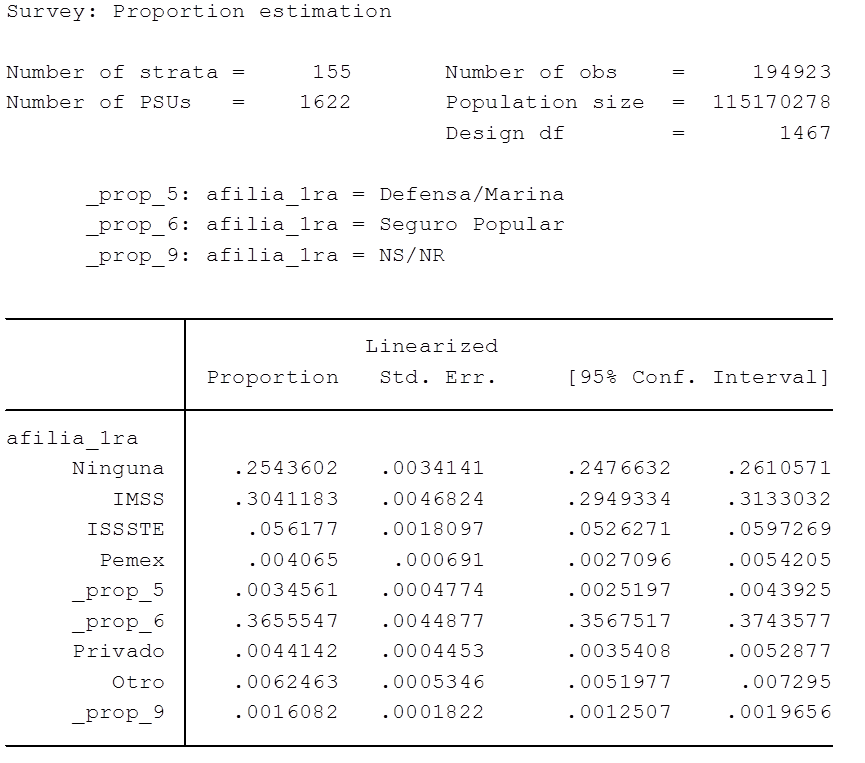 Survey: Proportion estimation
Number of strata = 155 Number of obs = 194923
Number of PSUs = 1622 Population size = 115170278
Design df = 1467
_prop_5: afilia_1ra = Defensa/Marina
_prop_6: afilia_1ra = Seguro Popular
_prop_9: afilia_1ra = NS/NR
Linearized
Proportion Std. Err. [95% Conf. Interval]
afilia_1ra
Ninguna .2543602 .0034141 .2476632 .2610571
IMSS .3041183 .0046824 .2949334 .3133032
ISSSTE .056177 .0018097 .0526271 .0597269
Pemex .004065 .000691 .0027096 .0054205
_prop_5 .0034561 .0004774 .0025197 .0043925
_prop_6 .3655547 .0044877 .3567517 .3743577
Privado .0044142 .0004453 .0035408 .0052877
Otro .0062463 .0005346 .0051977 .007295
_prop_9 .0016082 .0001822 .0012507 .0019656